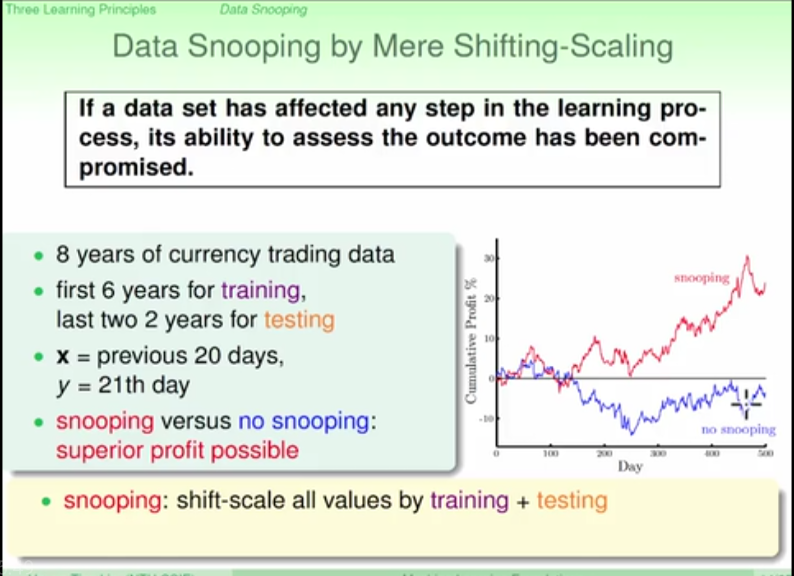 Three Learning Principles Data Snooping
Data Snooping by Mere Shifting-Scaling
If a data set has affected any step in the learning pro-
cess, its ability to assess the outcome has been com-
promised.
• 8 years of currency trading data
• first 6 years for training,
last two 2 years for testing
• x = previous 20 days,
y = 21th day
• snooping versus no snooping:
superior profit possible
Cumulative Profit %
30
20
10
0
-10
snooping
no snooping
0 100 200 300 400 500
Day
• snooping: shift-scale all values by training + testing